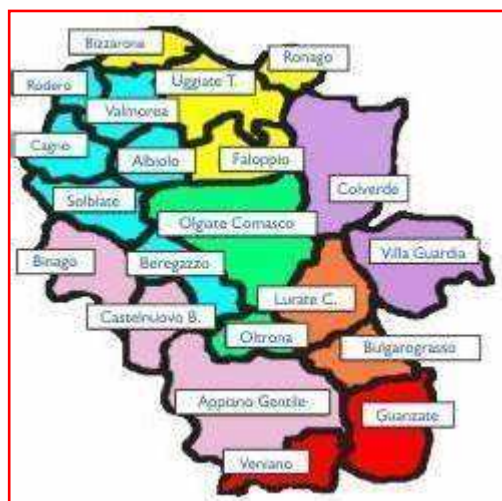 Bizzarone
Ronago
Uggiate T.
Rodero
Valmorea
Cagno
Albiolo
Faloppio
Colverde
Solbiate
Olgiate Comasco
Villa Guardia
Binago
Beregazzo
Lurate C.
Castelnuovo B.
Oltrona
Bulgarograsso
Appiano Gentile
Guanzate
Veniano